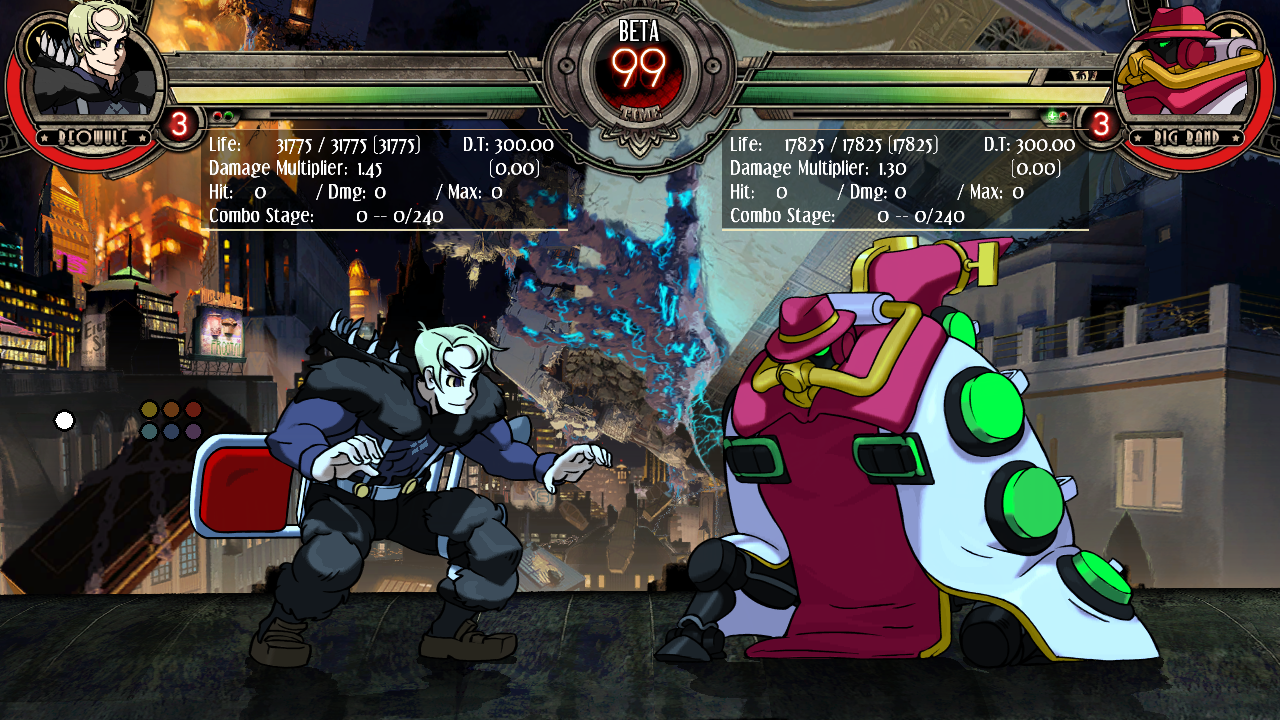 BETA
99
TIME
3
3
BEOWULF
BIG BAND
Life: 31775 / 31775 (31775) D.T: 300.00
Damage Multiplier: 1.45 (0.00)
Hit: 0 / Dmg: 0 / Max: 0
Combo Stage: 0 -- 0/240
Life: 17825 / 17825 (17825) D.T: 300.00
Damage Multiplier: 1.30 (0.00)
Hit: 0 / Dmg: 0 / Max: 0
Combo Stage: 0 -- 0/240